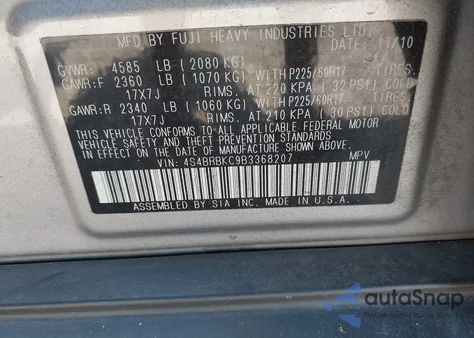 MFD. BY FUJI HEAVY INDUSTRIES LTD.
DATE: 11/10
GVWR: 4585 LB (2080 KG)
GAWR:F 2360 LB (1070 KG) WITH P225/60R17 TIRES,
17X7J RIMS, AT 220 KPA (32 PSI) COLD
GAWR:R 2340 LB (1060 KG) WITH P225/60R17 TIRES,
17X7J RIMS, AT 210 KPA (30 PSI) COLD
THIS VEHICLE CONFORMS TO ALL APPLICABLE FEDERAL MOTOR
VEHICLE SAFETY AND THEFT PREVENTION STANDARDS
IN EFFECT ON THE DATE OF MANUFACTURE SHOWN ABOVE.
VIN: 4S4BRBKC9B3368207 MPV
ASSEMBLED BY SIA INC. MADE IN U.S.A.
autoSnap